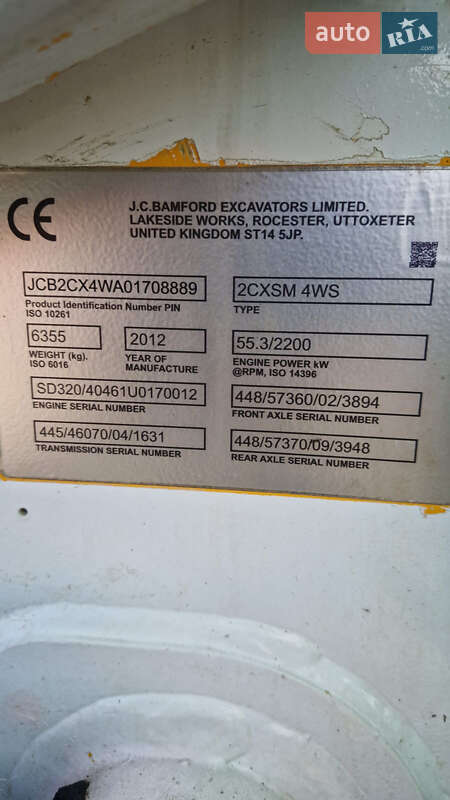 auto RIA.com
CE
J.C.BAMFORD EXCAVATORS LIMITED.
LAKESIDE WORKS, ROCESTER, UTTOXETER
UNITED KINGDOM ST14 5JP.
JCB2CX4WA01708889
Product Identification Number PIN
ISO 10261
2CXSM 4WS
TYPE
6355
WEIGHT (kg).
ISO 6016
2012
YEAR OF
MANUFACTURE
55.3/2200
ENGINE POWER kW
@RPM, ISO 14396
SD320/40461U0170012
ENGINE SERIAL NUMBER
448/57360/02/3894
FRONT AXLE SERIAL NUMBER
445/46070/04/1631
TRANSMISSION SERIAL NUMBER
448/57370/09/3948
REAR AXLE SERIAL NUMBER